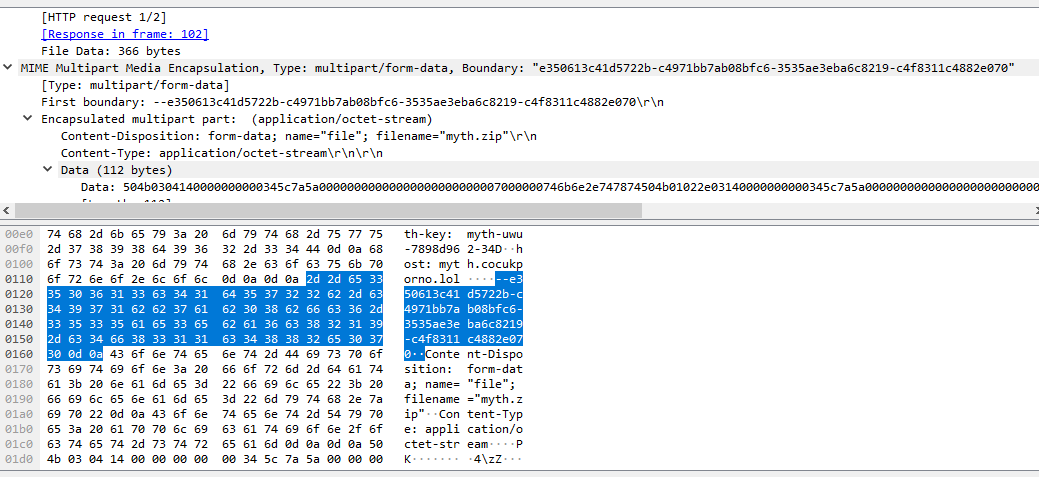 [HTTP request 1/2]
[Response in frame: 102]
File Data: 366 bytes
MIME Multipart Media Encapsulation, Type: multipart/form-data, Boundary: "e350613c41d5722b-c4971bb7ab08bfc6-3535ae3eba6c8219-c4f8311c4882e070"
[Type: multipart/form-data]
First boundary: --e350613c41d5722b-c4971bb7ab08bfc6-3535ae3eba6c8219-c4f8311c4882e070\r\n
Encapsulated multipart part: (application/octet-stream)
Content-Disposition: form-data; name="file"; filename="myth.zip"\r\n
Content-Type: application/octet-stream\r\n\r\n
Data (112 bytes)
Data:
00e0 74 68 2d 6b 65 79 3a 20 6d 79 74 68 2d 75 77 75 th-key: myth-uwu
00f0 2d 37 38 39 38 64 39 36 32 2d 33 34 44 0d 0a 68 -7898d96 2-34D··h
0100 6f 73 74 3a 20 6d 79 74 68 2e 63 6f 63 75 6b 70 ost: myt h.cocukp
0110 6f 72 6e 6f 2e 6c 6f 6c 0d 0a 0d 0a 2d 2d 65 33 orno.lol ····--e3
0120 35 30 36 31 33 63 34 31 64 35 37 32 32 62 2d 63 50613c41 d5722b-c
0130 34 39 37 31 62 62 37 61 62 30 38 62 66 63 36 2d 4971bb7a b08bfc6-
0140 33 35 33 35 61 65 33 65 62 61 36 63 38 32 31 39 3535ae3e ba6c8219
0150 2d 63 34 66 38 33 31 31 63 34 38 38 32 65 30 37 -c4f8311 c4882e07
0160 30 0d 0a 43 6f 6e 74 65 6e 74 2d 44 69 73 70 6f 0··Conte nt-Dispo
0170 73 69 74 69 6f 6e 3a 20 66 6f 72 6d 2d 64 61 74 sition: form-dat
0180 61 3b 20 6e 61 6d 65 3d 22 66 69 6c 65 22 3b 20 a; name= "file";
0190 66 69 6c 65 6e 61 6d 65 3d 22 6d 79 74 68 2e 7a filename ="myth.z
01a0 69 70 22 0d 0a 43 6f 6e 74 65 6e 74 2d 54 79 70 ip"··Con tent-Typ
01b0 65 3a 20 61 70 70 6c 69 63 61 74 69 6f 6e 2f 6f e: appli cation/o
01c0 63 74 65 74 2d 73 74 72 65 61 6d 0d 0a 0d 0a 50 ctet-str eam····P
01d0 4b 03 04 14 00 00 00 00 00 34 5c 7a 5a 00 00 00 K······· ·4\zZ···